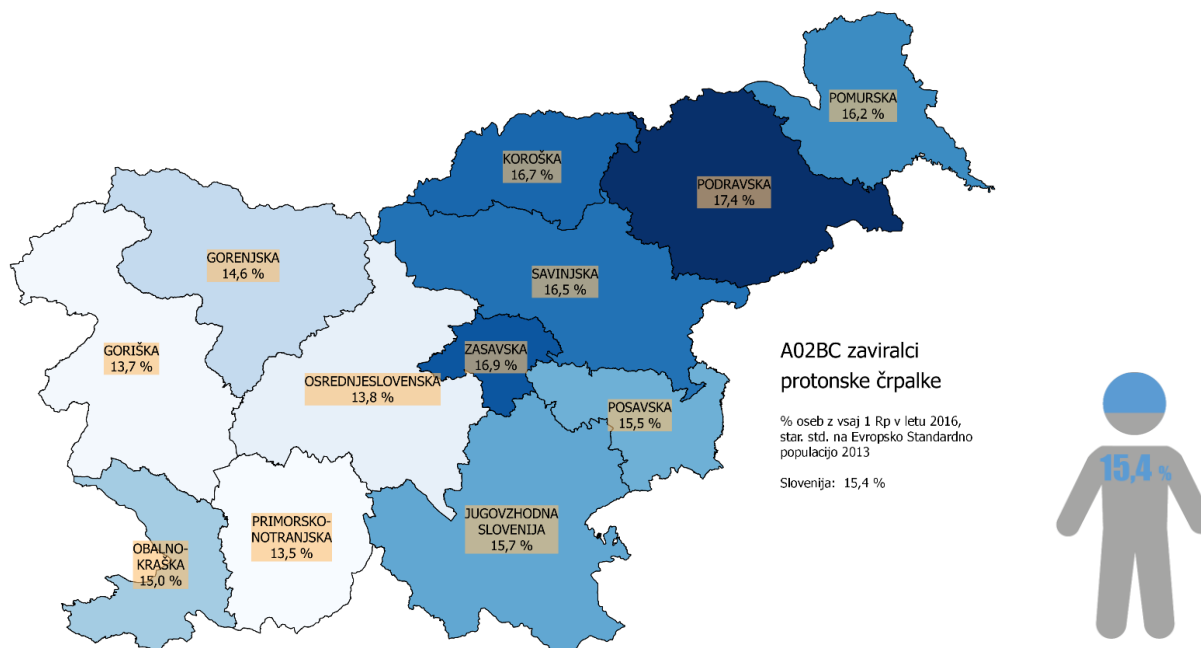 POMURSKA
16,2 %
KOROŠKA
16,7 %
PODRAVSKA
17,4 %
GORENJSKA
14,6 %
SAVINJSKA
16,5 %
GORIŠKA
13,7 %
ZASAVSKA
16,9 %
OSREDNJESLOVENSKA
13,8 %
POSAVSKA
15,5 %
JUGOVZHODNA
SLOVENIJA
15,7 %
PRIMORSKO-
NOTRANJSKA
13,5 %
OBALNO-
KRAŠKA
15,0 %
A02BC zaviralci
protonske črpalke
% oseb z vsaj 1 Rp v letu 2016,
star. std. na Evropsko Standardno
populacijo 2013
Slovenija: 15,4 %
15,4 %